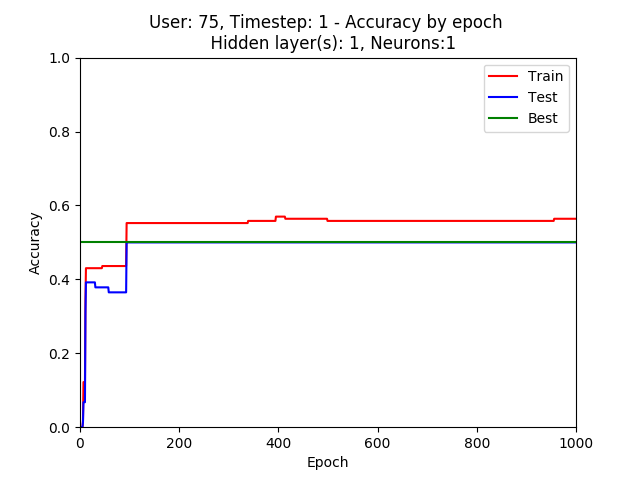 User: 75, Timestep: 1 - Accuracy by epoch
Hidden layer(s): 1, Neurons:1
1.0
0.8
0.6
0.4
0.2
0.0
Accuracy
Train
Test
Best
0 200 400 600 800 1000
Epoch